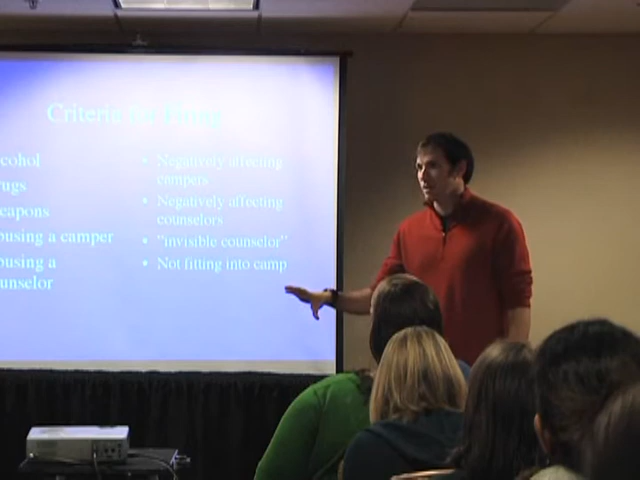 Criteria for Firing
cohol
ugs
eapons
busing a camper
busing a
unselor
• Negatively affecting
campers
• Negatively affecting
counselors
• "invisible counselor"
• Not fitting into camp